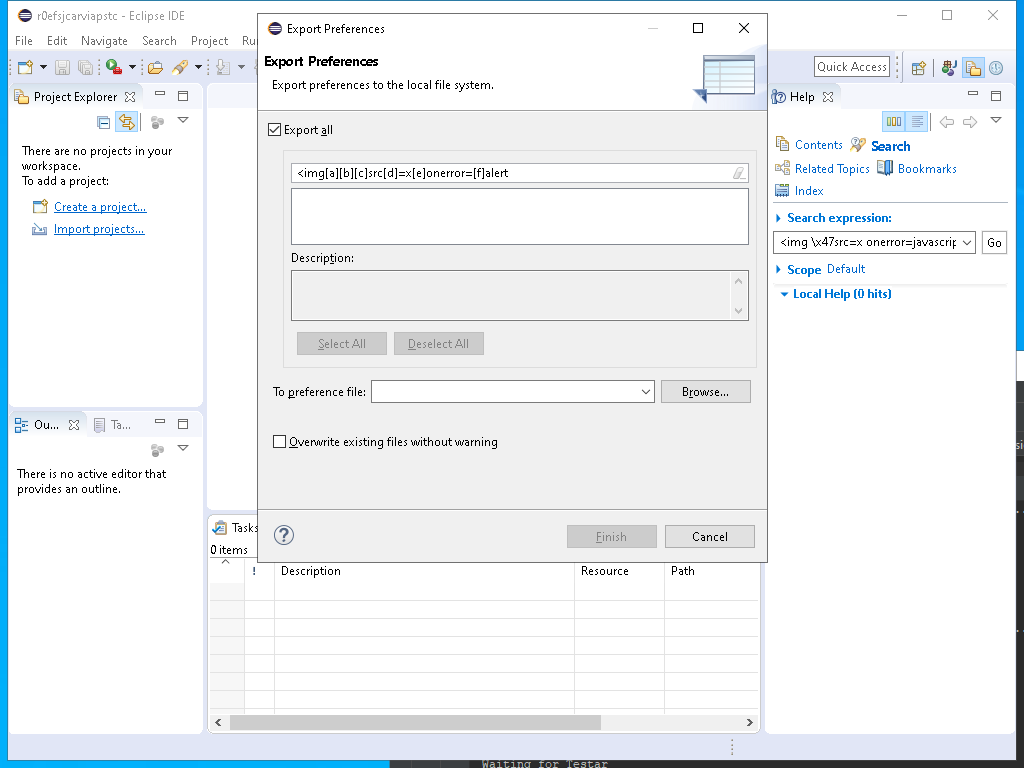 r0efsjcarviapstc - Eclipse IDE
File Edit Navigate Search Project Ru
Quick Access
Project Explorer
There are no projects in your
workspace.
To add a project:
Create a project...
Import projects...
Ou...
Ta...
There is no active editor that
provides an outline.
Export Preferences
Export Preferences
Export preferences to the local file system.
Export all
<img[a][b][c]src[d]=x[e]onerror=[f]alert
Description:
Select All
Deselect All
To preference file:
Browse...
Overwrite existing files without warning
?
Finish
Cancel
Help
Contents
Search
Related Topics
Bookmarks
Index
Search expression:
<img \x47src=x onerror=javascrip
Go
Scope Default
Local Help (0 hits)
Tasks
0 items
! Description Resource Path
si
Waiting for Testar